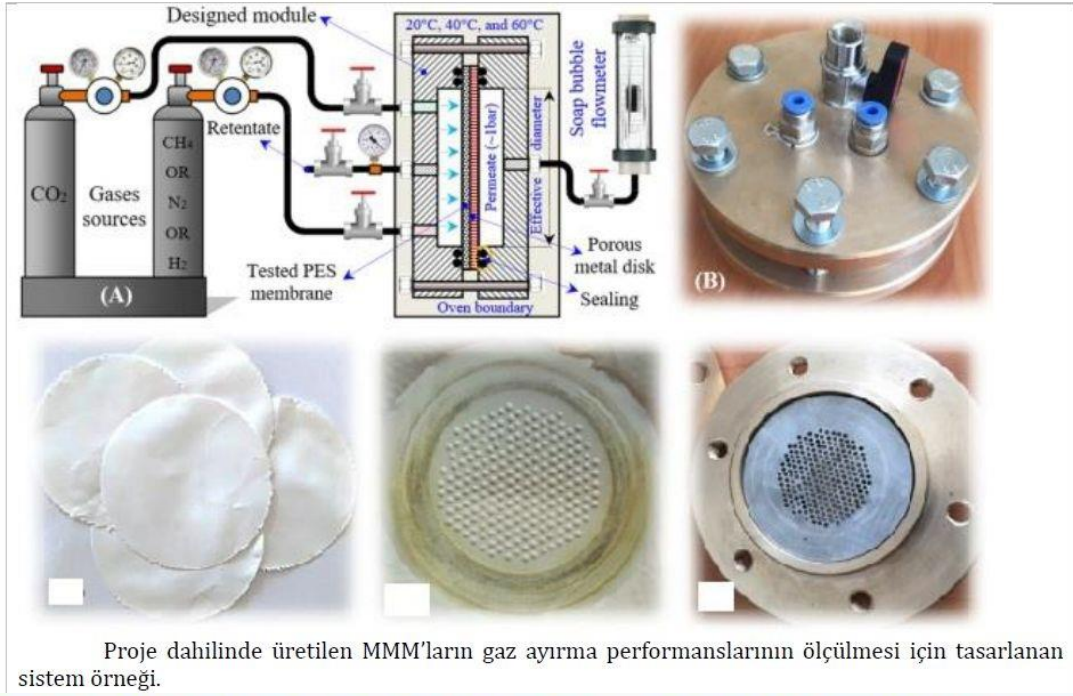 Designed module
20°C, 40°C, and 60°C
Retentate
CO₂
Gases
sources
CH₄
OR
N₂
OR
H₂
(A)
Tested PES
membrane
Permeate (~1bar)
Effective diameter
Soap bubble
flowmeter
Porous
metal disk
Sealing
Oven boundary
(B)
Proje dahilinde üretilen MMM'ların gaz ayırma performanslarının ölçülmesi için tasarlanan
sistem örneği.